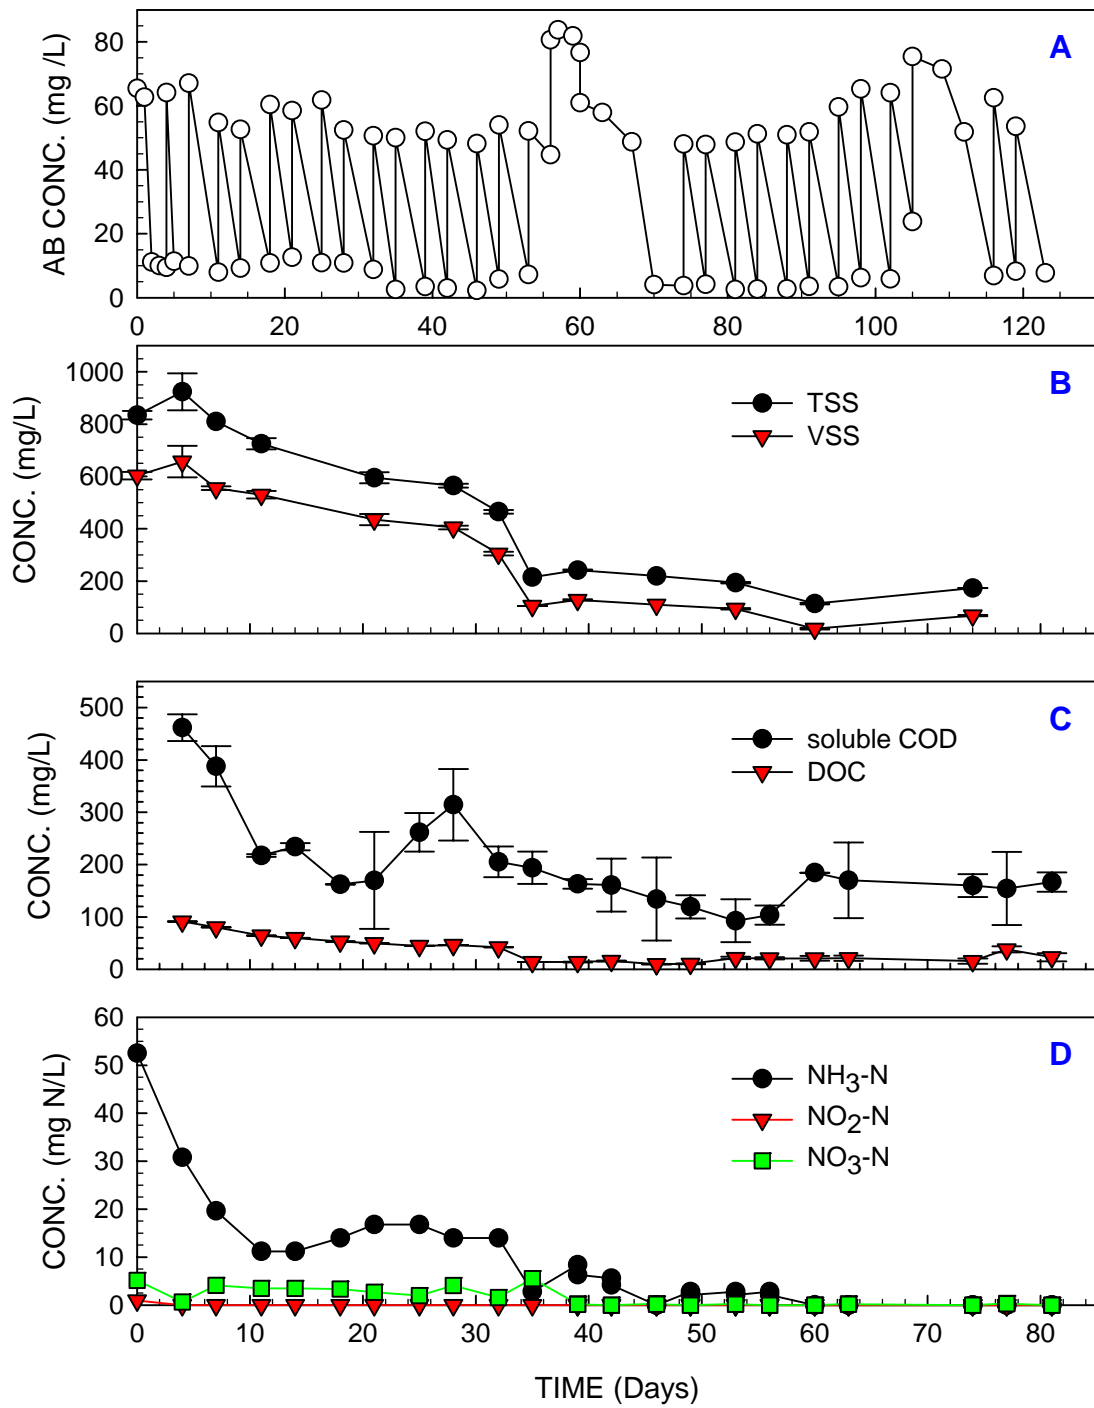 A
AB CONC. (mg /L)
80
60
40
20
0
0 20 40 60 80 100 120
B
CONC. (mg/L)
1000
800
600
400
200
0
TSS
VSS
C
CONC. (mg/L)
500
400
300
200
100
0
soluble COD
DOC
D
CONC. (mg N/L)
60
50
40
30
20
10
0
NH3-N
NO2-N
NO3-N
0 10 20 30 40 50 60 70 80
TIME (Days)